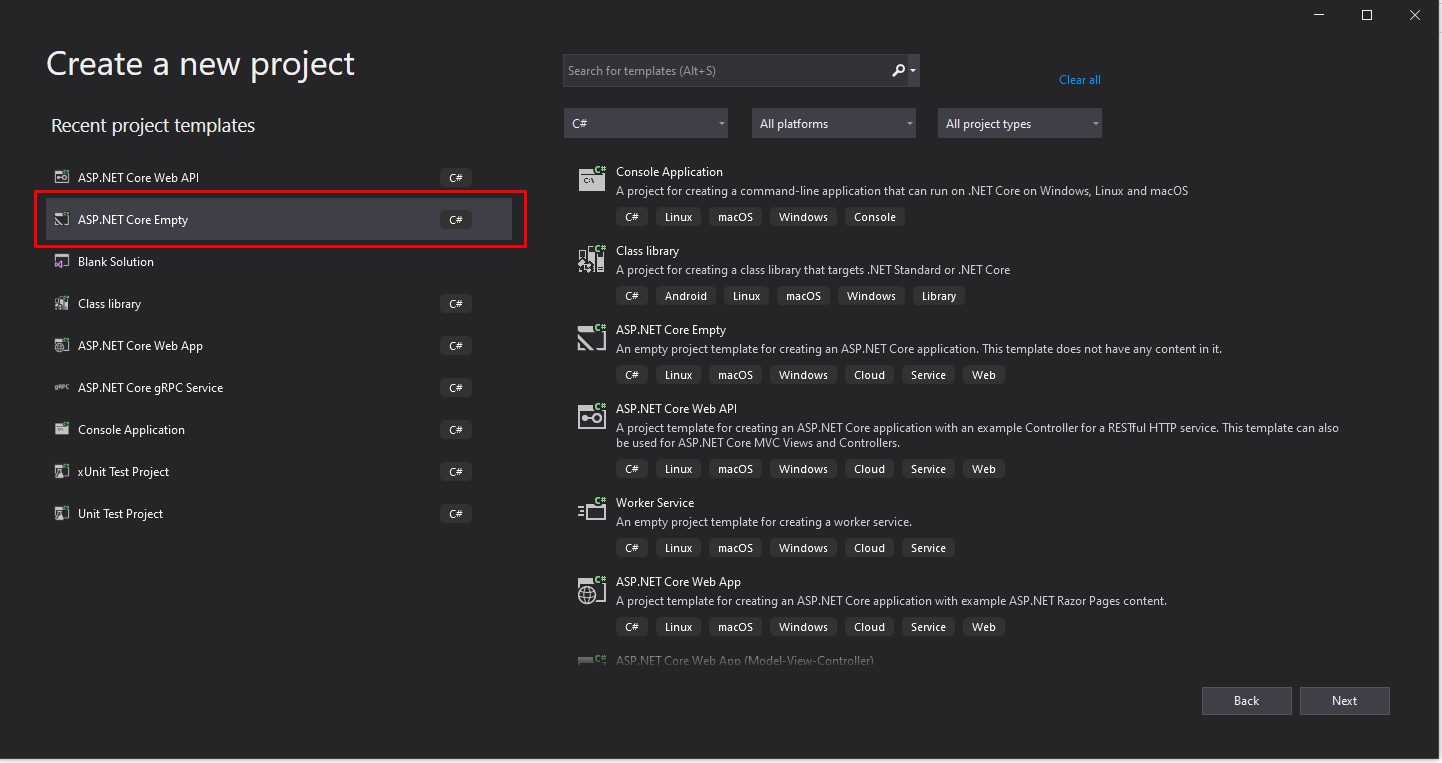 Create a new project
Recent project templates
ASP.NET Core Web API C#
ASP.NET Core Empty C#
Blank Solution
Class library C#
ASP.NET Core Web App C#
gRPC ASP.NET Core gRPC Service C#
Console Application C#
xUnit Test Project C#
Unit Test Project C#
Search for templates (Alt+S)
Clear all
C# All platforms All project types
C# Console Application
C:\
A project for creating a command-line application that can run on .NET Core on Windows, Linux and macOS
C# Linux macOS Windows Console
C# Class library
A project for creating a class library that targets .NET Standard or .NET Core
C# Android Linux macOS Windows Library
C# ASP.NET Core Empty
An empty project template for creating an ASP.NET Core application. This template does not have any content in it.
C# Linux macOS Windows Cloud Service Web
C# ASP.NET Core Web API
A project template for creating an ASP.NET Core application with an example Controller for a RESTful HTTP service. This template can also
be used for ASP.NET Core MVC Views and Controllers.
C# Linux macOS Windows Cloud Service Web
C# Worker Service
An empty project template for creating a worker service.
C# Linux macOS Windows Cloud Service
C# ASP.NET Core Web App
A project template for creating an ASP.NET Core application with example ASP.NET Razor Pages content.
C# Linux macOS Windows Cloud Service Web
C# ASP.NET Core Web App (Model-View-Controller)
Back Next